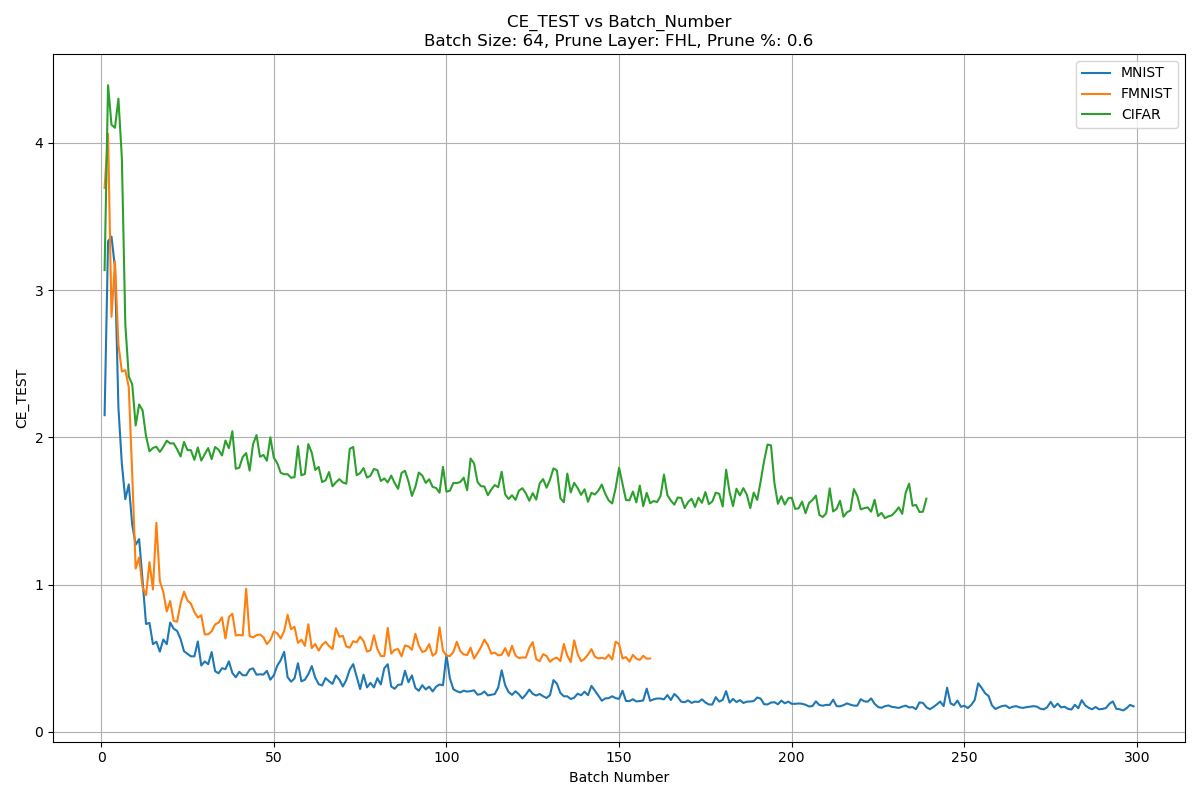 CE_TEST vs Batch_Number
Batch Size: 64, Prune Layer: FHL, Prune %: 0.6
MNIST
FMNIST
CIFAR
CE_TEST
4
3
2
1
0
0 50 100 150 200 250 300
Batch Number